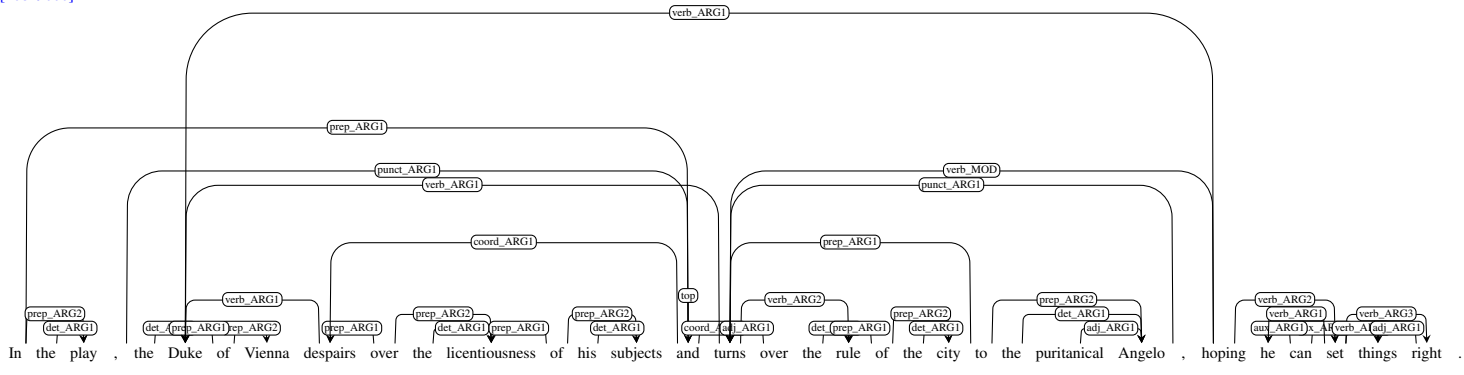 verb_ARG1
prep_ARG1
punct_ARG1 verb_MOD
verb_ARG1 punct_ARG1
coord_ARG1 prep_ARG1
top
verb_ARG1 verb_ARG2 prep_ARG2 verb_ARG2
prep_ARG2 prep_ARG2 prep_ARG2 prep_ARG2 det_ARG1 verb_ARG1 verb_ARG3
det_ARG1 prep_ARG1 prep_ARG2 prep_ARG1 det_ARG1 prep_ARG1 det_ARG1 adj_ARG1 prep_ARG1 det_ARG1 adj_ARG1 aux_ARG1 adj_ARG1
In the play , the Duke of Vienna despairs over the licentiousness of his subjects and turns over the rule of the city to the puritanical Angelo , hoping he can set things right .